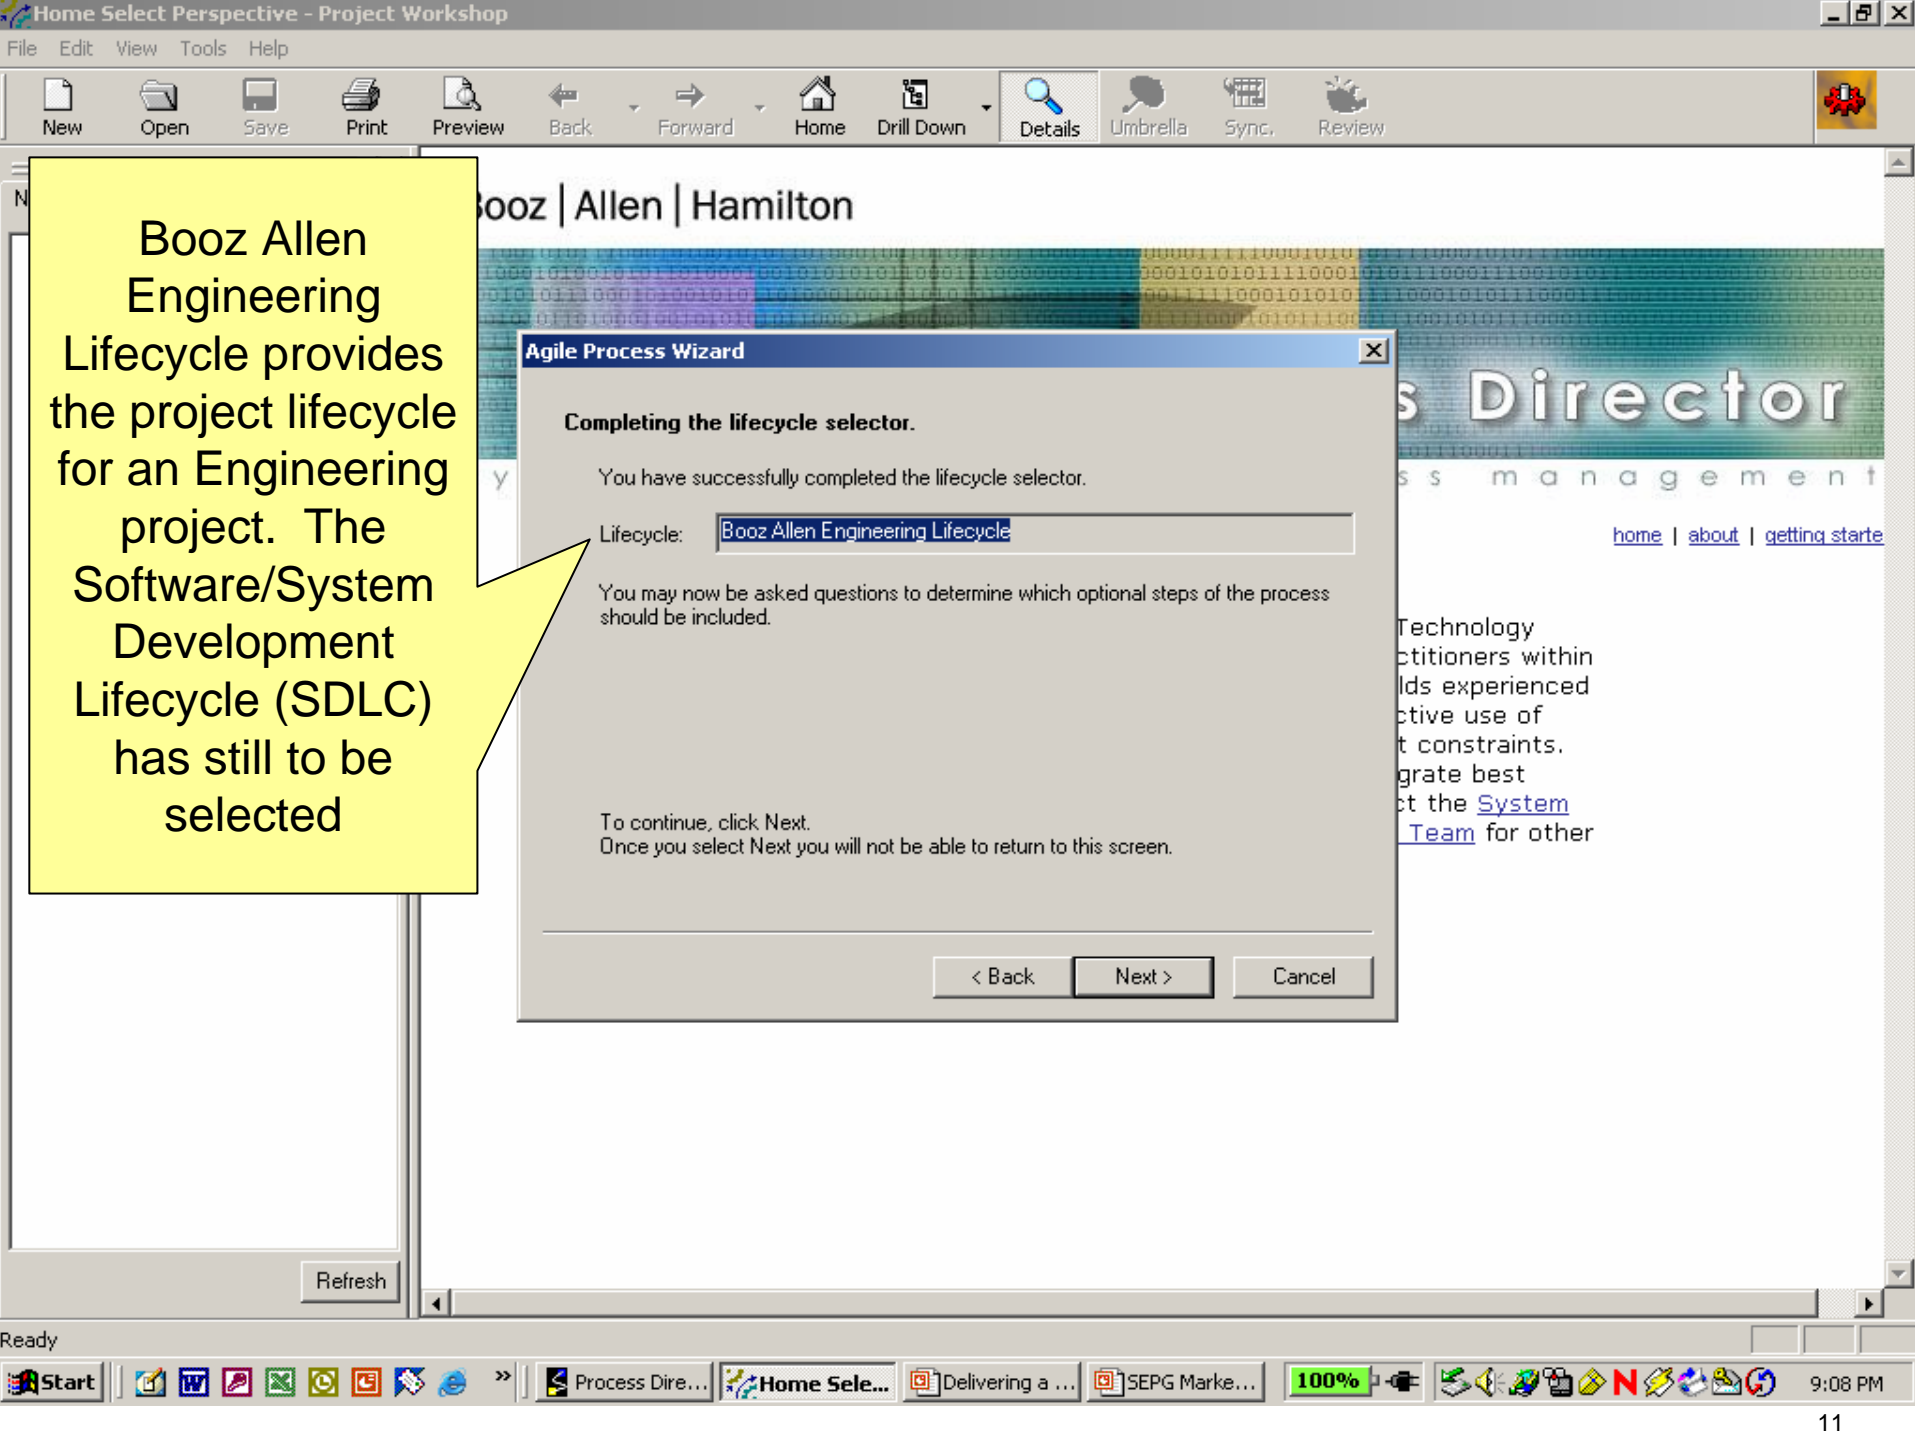 Home Select Perspective - Project Workshop
File Edit View Tools Help
New Open Save Print Preview Back Forward Home Drill Down Details Umbrella Sync. Review
Booz Allen
Engineering
Lifecycle provides
the project lifecycle
for an Engineering
project. The
Software/System
Development
Lifecycle (SDLC)
has still to be
selected
ooz | Allen | Hamilton
s Director
y s s management
home | about | getting starte
Agile Process Wizard
Completing the lifecycle selector.
You have successfully completed the lifecycle selector.
Lifecycle: Booz Allen Engineering Lifecycle
You may now be asked questions to determine which optional steps of the process
should be included.
To continue, click Next.
Once you select Next you will not be able to return to this screen.
< Back Next > Cancel
Technology
ctitioners within
lds experienced
ctive use of
t constraints.
grate best
ct the System
Team for other
Refresh
Ready
Start » Process Dire... Home Sele... Delivering a ... SEPG Marke... 100% 9:08 PM
11